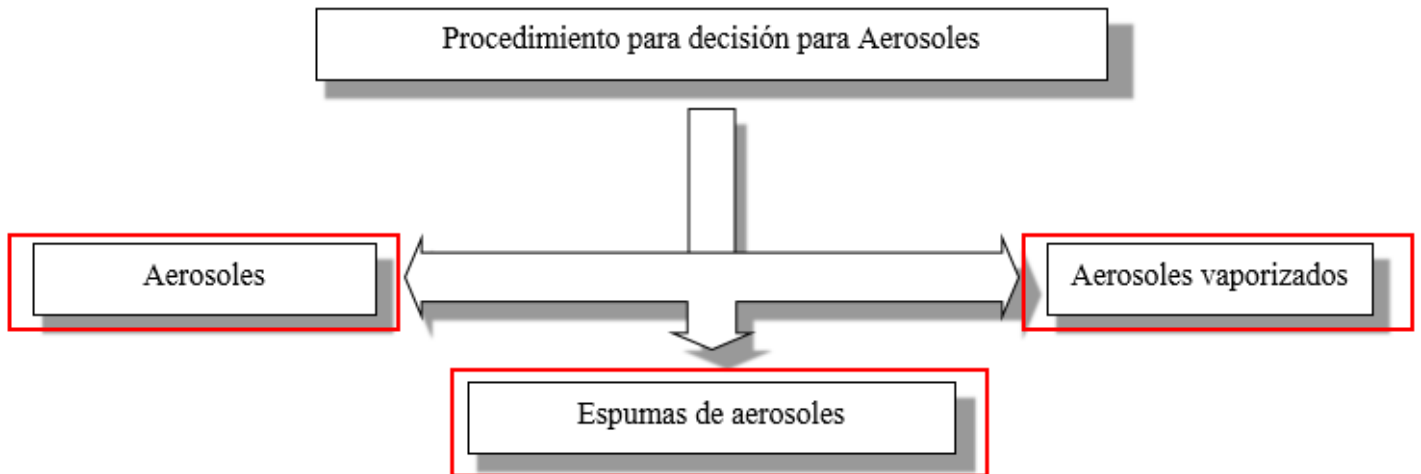 Procedimiento para decisión para Aerosoles
Aerosoles
Aerosoles vaporizados
Espumas de aerosoles